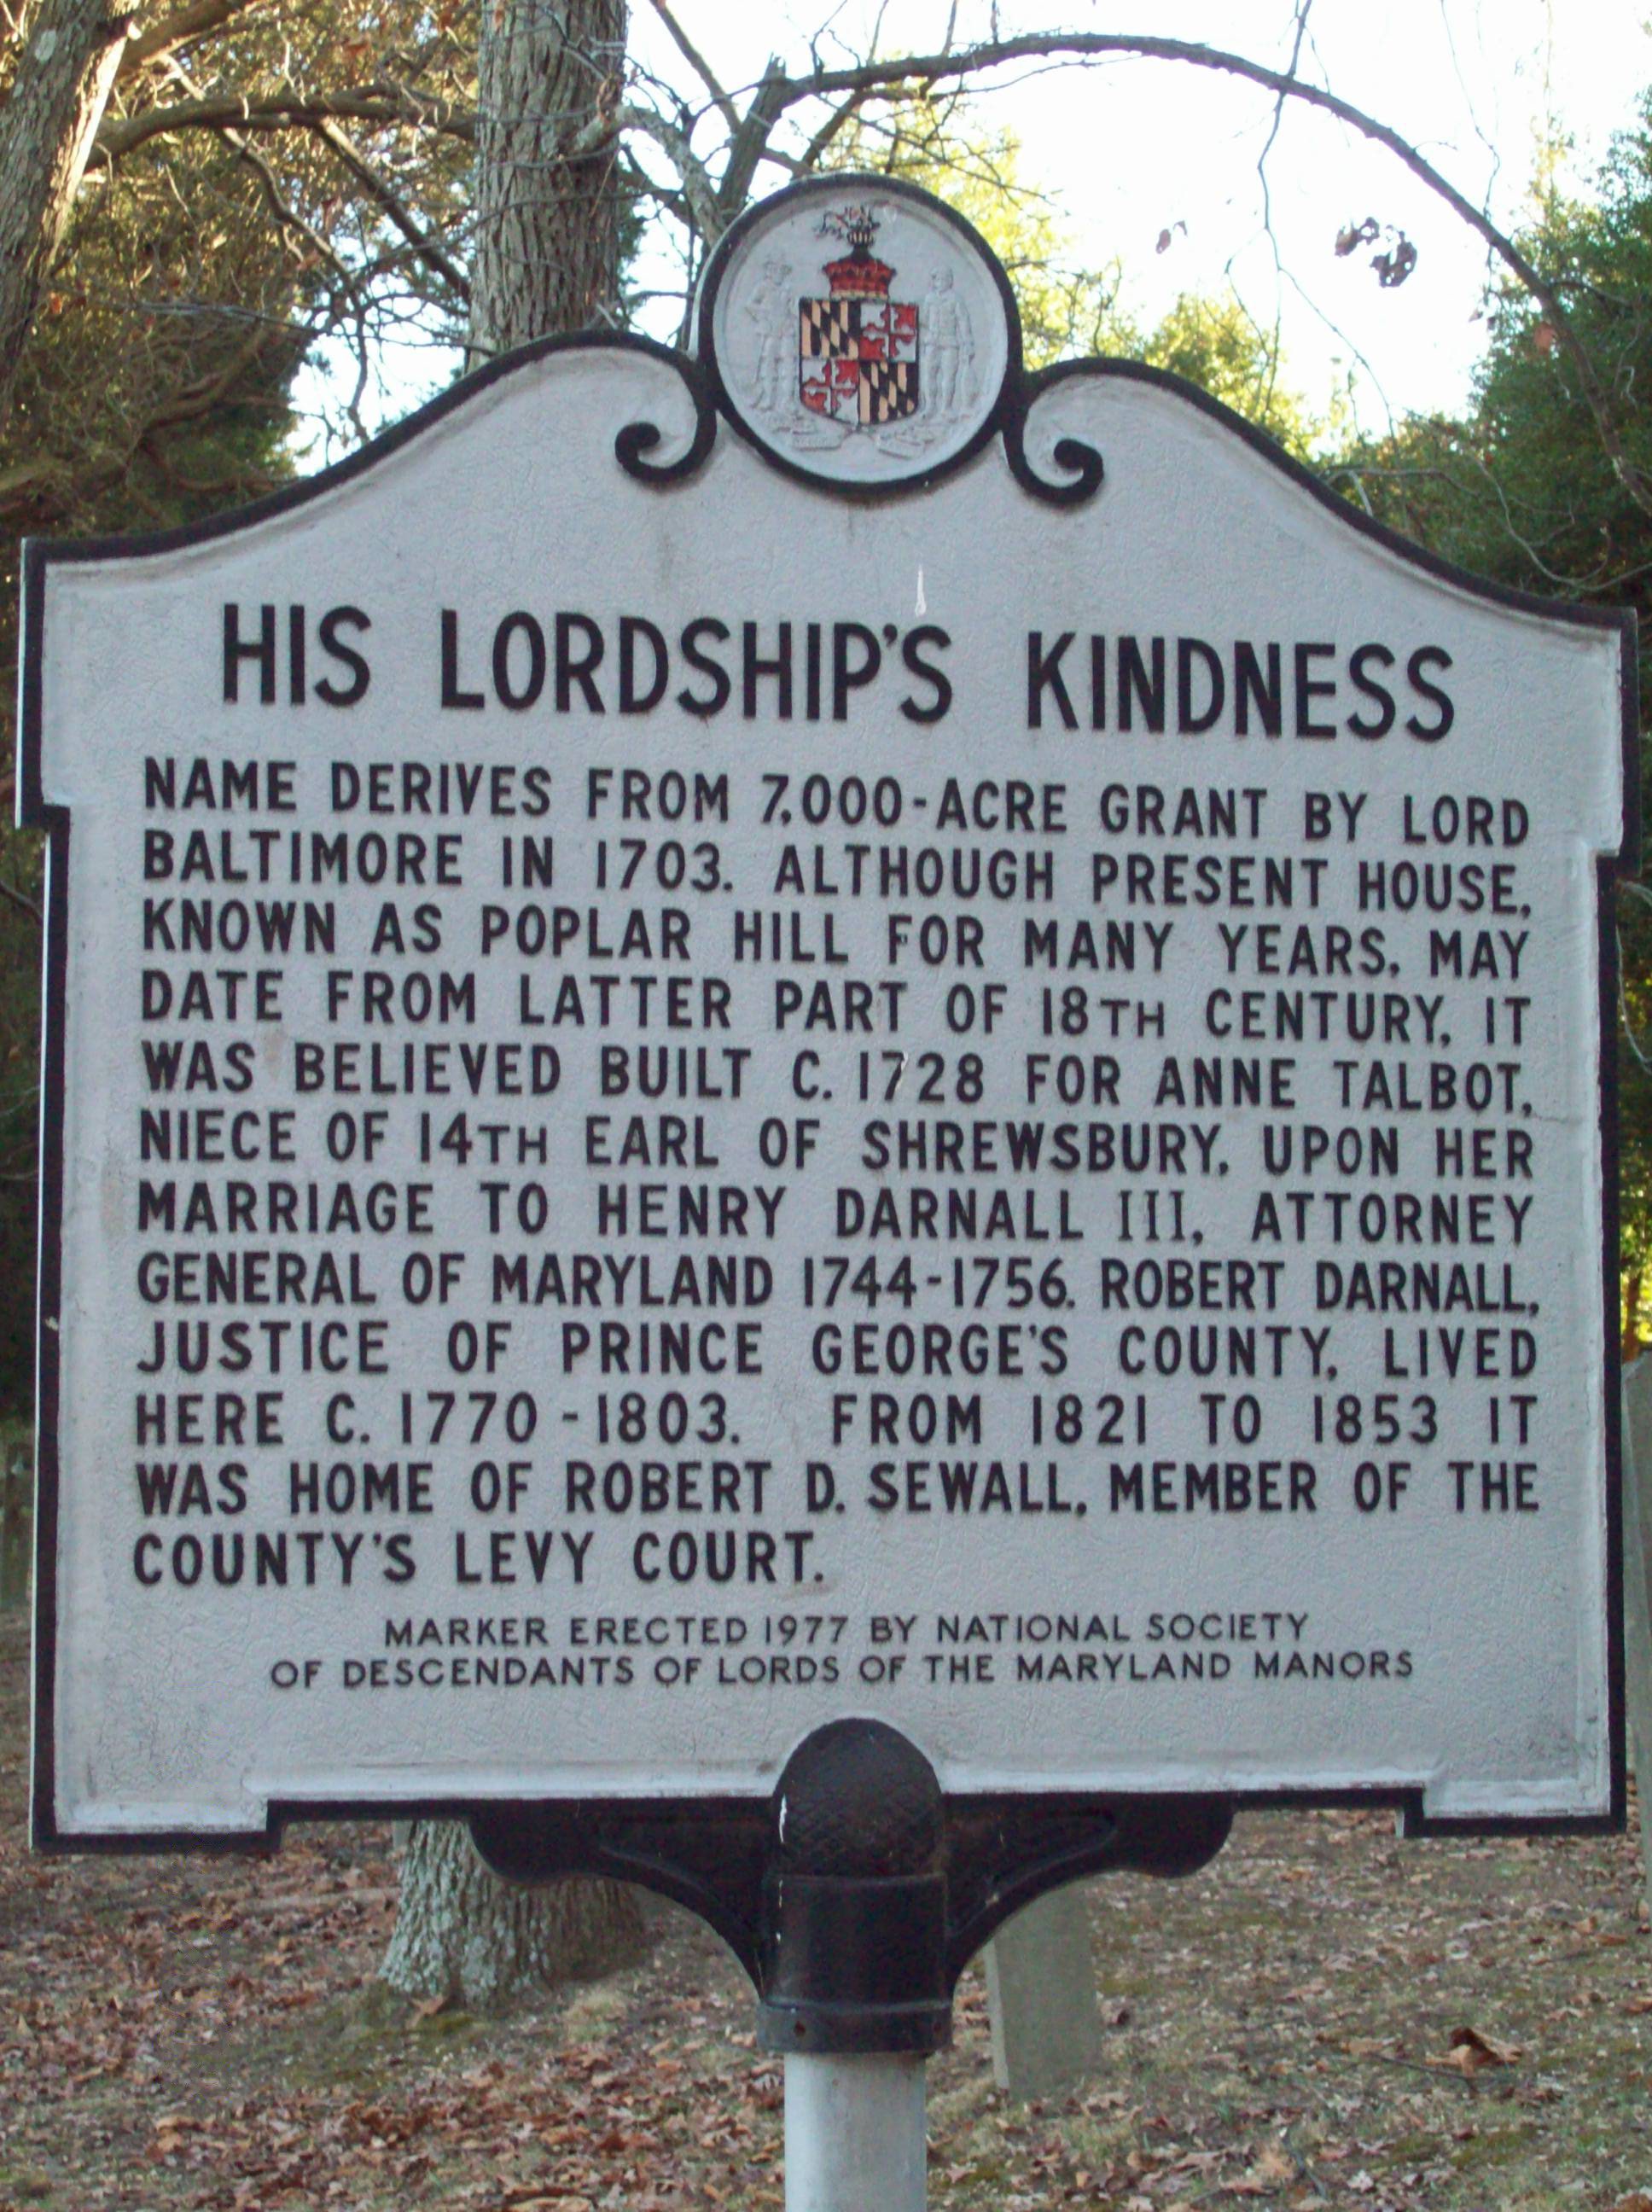 HIS LORDSHIP'S KINDNESS
NAME DERIVES FROM 7,000-ACRE GRANT BY LORD
BALTIMORE IN 1703. ALTHOUGH PRESENT HOUSE,
KNOWN AS POPLAR HILL FOR MANY YEARS, MAY
DATE FROM LATTER PART OF 18TH CENTURY, IT
WAS BELIEVED BUILT C. 1728 FOR ANNE TALBOT,
NIECE OF 14TH EARL OF SHREWSBURY, UPON HER
MARRIAGE TO HENRY DARNALL III, ATTORNEY
GENERAL OF MARYLAND 1744-1756. ROBERT DARNALL,
JUSTICE OF PRINCE GEORGE'S COUNTY, LIVED
HERE C. 1770-1803. FROM 1821 TO 1853 IT
WAS HOME OF ROBERT D. SEWALL, MEMBER OF THE
COUNTY'S LEVY COURT.
MARKER ERECTED 1977 BY NATIONAL SOCIETY
OF DESCENDANTS OF LORDS OF THE MARYLAND MANORS